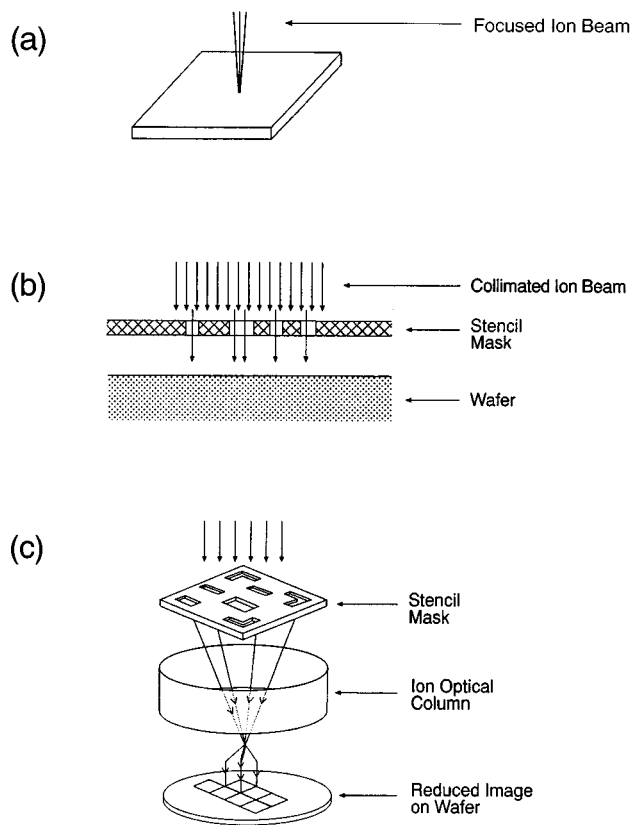 (a)
Focused Ion Beam
(b)
Collimated Ion Beam
Stencil
Mask
Wafer
(c)
Stencil
Mask
Ion Optical
Column
Reduced Image
on Wafer